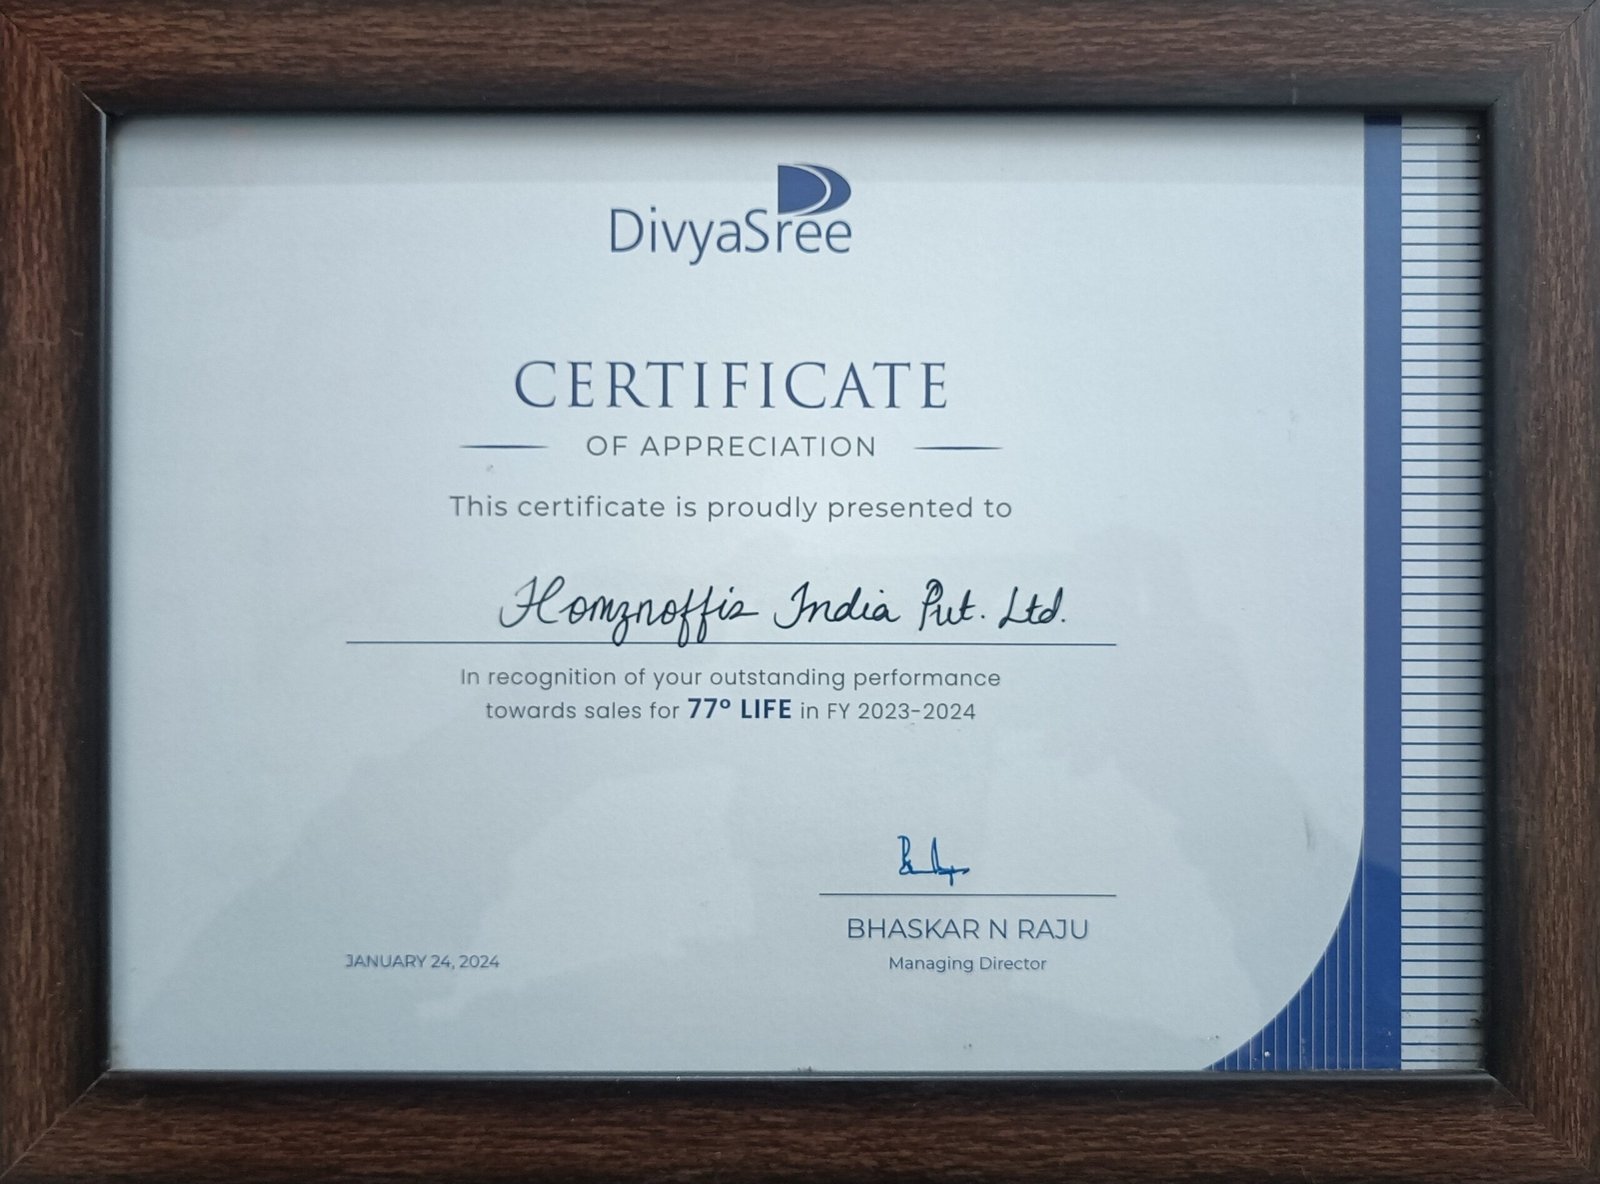 DivyaSree
CERTIFICATE
OF APPRECIATION
This certificate is proudly presented to
Homznoffiz India Pvt. Ltd.
In recognition of your outstanding performance
towards sales for 77° LIFE in FY 2023-2024
BHASKAR N RAJU
Managing Director
JANUARY 24, 2024